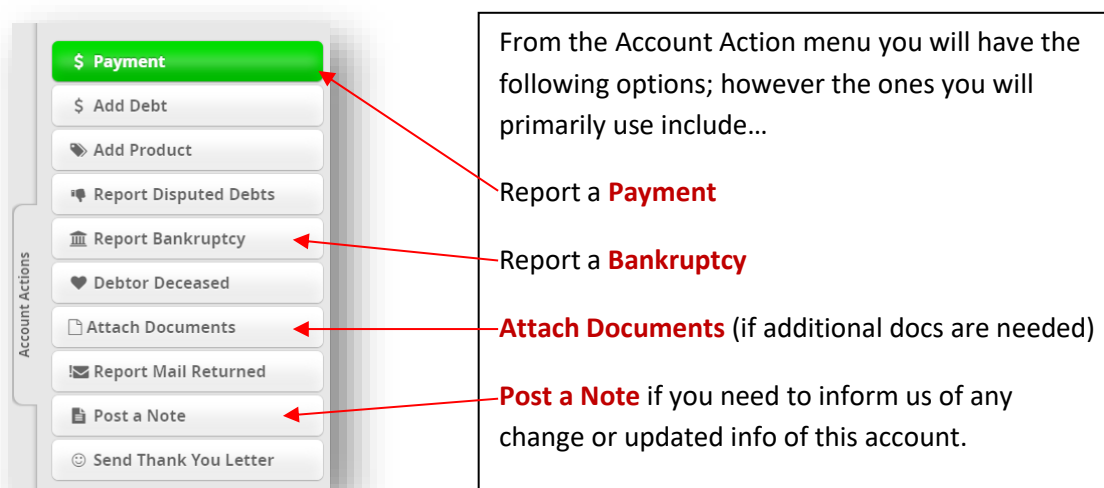 $ Payment
$ Add Debt
Add Product
Report Disputed Debts
Report Bankruptcy
Debtor Deceased
Attach Documents
! Report Mail Returned
Post a Note
Send Thank You Letter
Account Actions
From the Account Action menu you will have the
following options; however the ones you will
primarily use include…
Report a Payment
Report a Bankruptcy
Attach Documents (if additional docs are needed)
Post a Note if you need to inform us of any
change or updated info of this account.